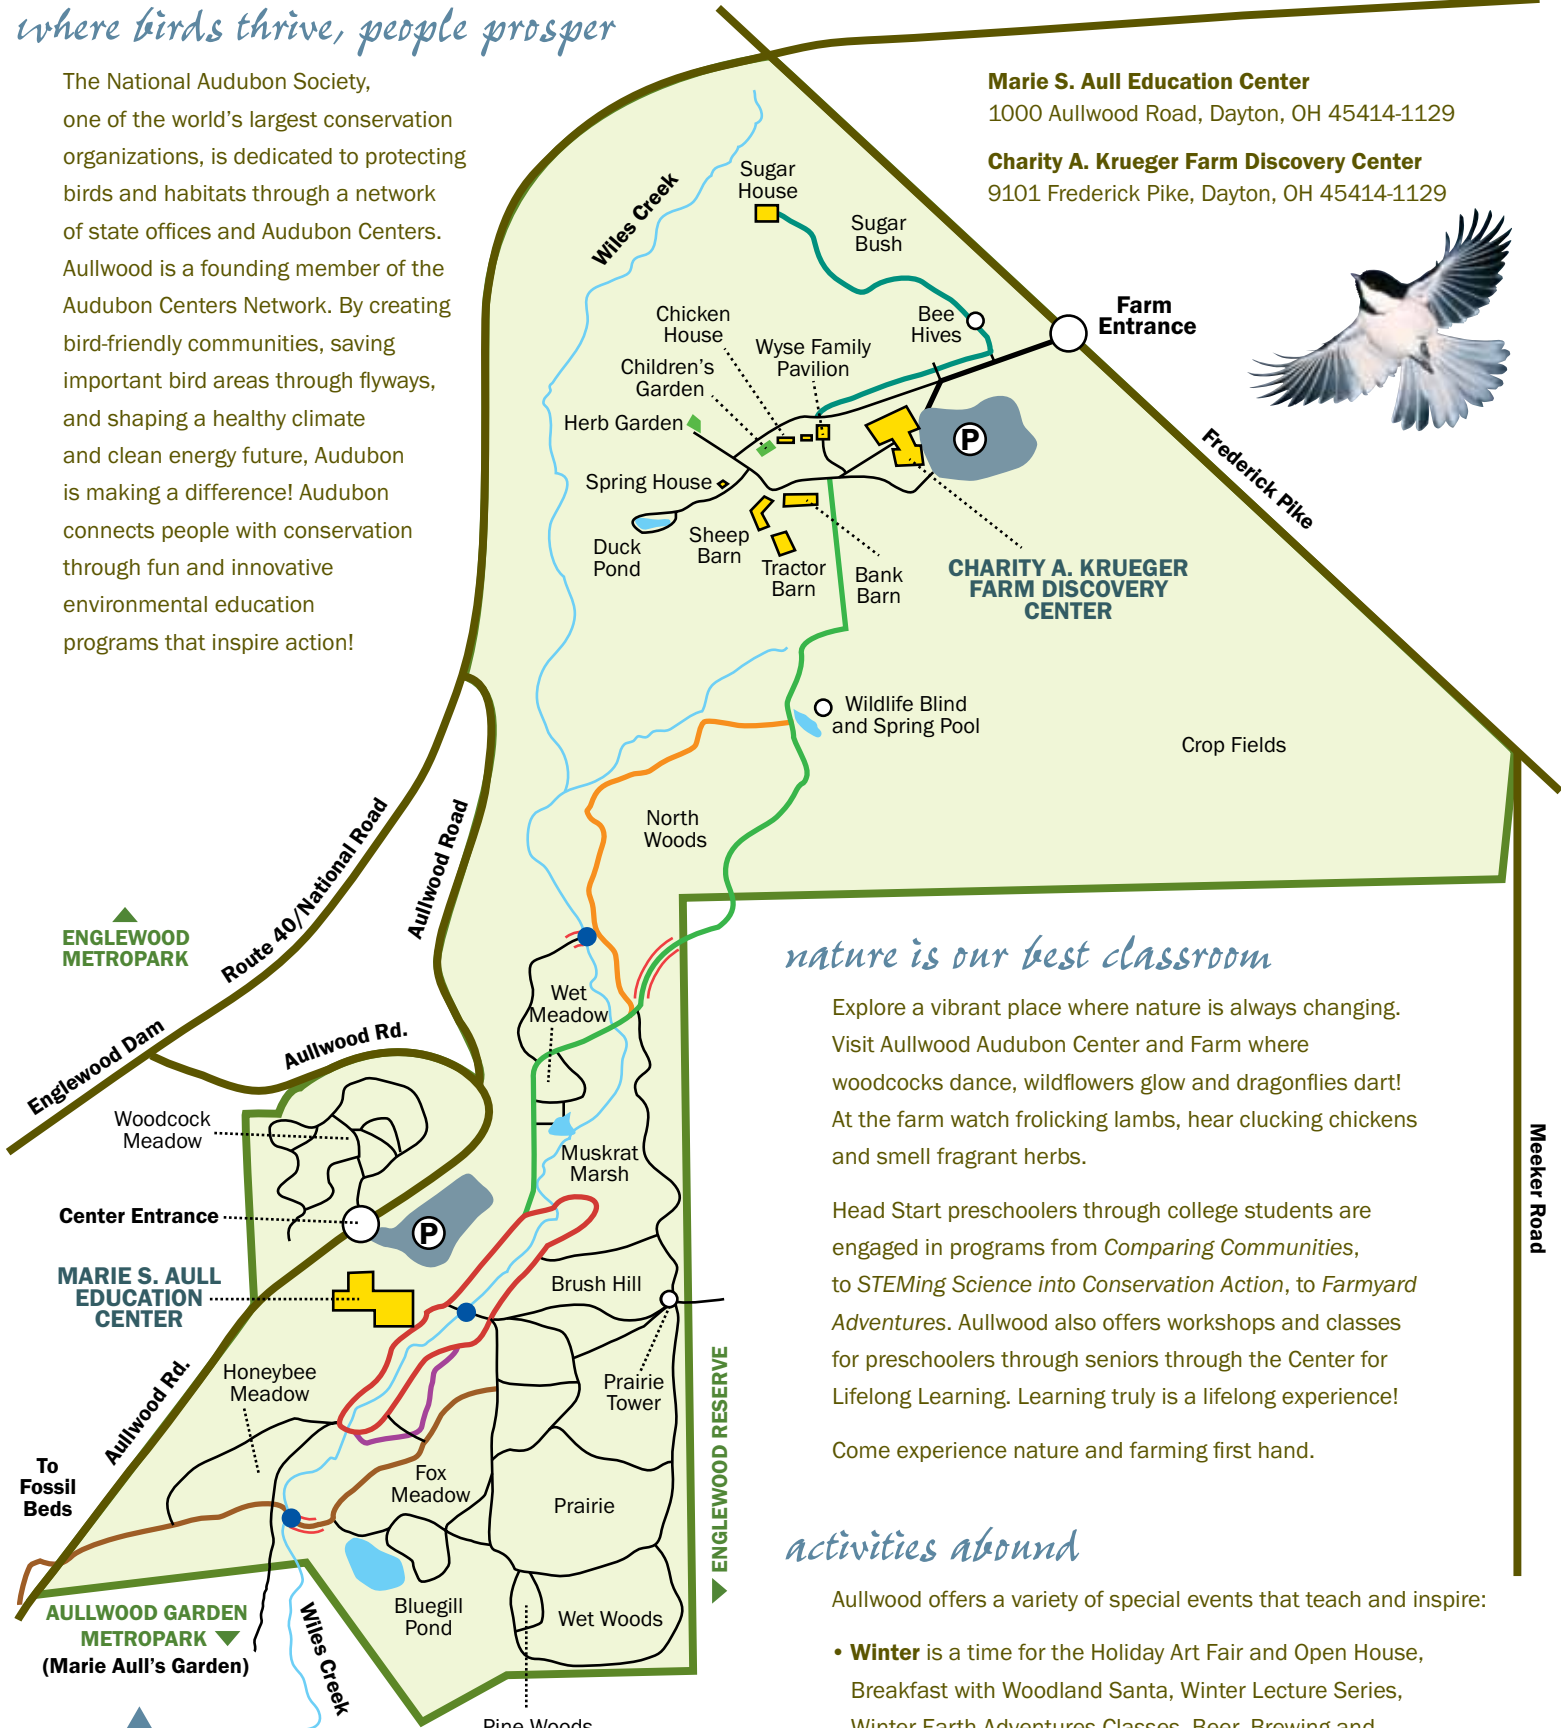 where birds thrive, people prosper
The National Audubon Society,
one of the world's largest conservation
organizations, is dedicated to protecting
birds and habitats through a network
of state offices and Audubon Centers.
Aullwood is a founding member of the
Audubon Centers Network. By creating
bird-friendly communities, saving
important bird areas through flyways,
and shaping a healthy climate
and clean energy future, Audubon
is making a difference! Audubon
connects people with conservation
through fun and innovative
environmental education
programs that inspire action!
Marie S. Aull Education Center
1000 Aullwood Road, Dayton, OH 45414-1129
Charity A. Krueger Farm Discovery Center
9101 Frederick Pike, Dayton, OH 45414-1129
Wiles Creek
Sugar
House
Sugar
Bush
Chicken
House
Bee
Hives
Farm
Entrance
Wyse Family
Pavilion
Children's
Garden
Herb Garden
P
Frederick Pike
Spring House
Duck
Pond
Sheep
Barn
Tractor
Barn
Bank
Barn
CHARITY A. KRUEGER
FARM DISCOVERY
CENTER
Wildlife Blind
and Spring Pool
Crop Fields
North
Woods
Route 40/National Road
Aullwood Road
ENGLEWOOD
METROPARK
Englewood Dam
Aullwood Rd.
Wet
Meadow
Woodcock
Meadow
Muskrat
Marsh
Center Entrance
P
MARIE S. AULL
EDUCATION
CENTER
Brush Hill
Prairie
Tower
Honeybee
Meadow
Aullwood Rd.
ENGLEWOOD RESERVE
To
Fossil
Beds
Fox
Meadow
Prairie
Bluegill
Pond
Wet Woods
AULLWOOD GARDEN
METROPARK
(Marie Aull's Garden)
Wiles Creek
Pine Woods
Meeker Road
nature is our best classroom
Explore a vibrant place where nature is always changing.
Visit Aullwood Audubon Center and Farm where
woodcocks dance, wildflowers glow and dragonflies dart!
At the farm watch frolicking lambs, hear clucking chickens
and smell fragrant herbs.
Head Start preschoolers through college students are
engaged in programs from Comparing Communities,
to STEMing Science into Conservation Action, to Farmyard
Adventures. Aullwood also offers workshops and classes
for preschoolers through seniors through the Center for
Lifelong Learning. Learning truly is a lifelong experience!
Come experience nature and farming first hand.
activities abound
Aullwood offers a variety of special events that teach and inspire:
• Winter is a time for the Holiday Art Fair and Open House,
Breakfast with Woodland Santa, Winter Lecture Series,
Winter Earth Adventures Classes, Beer, Brewing and